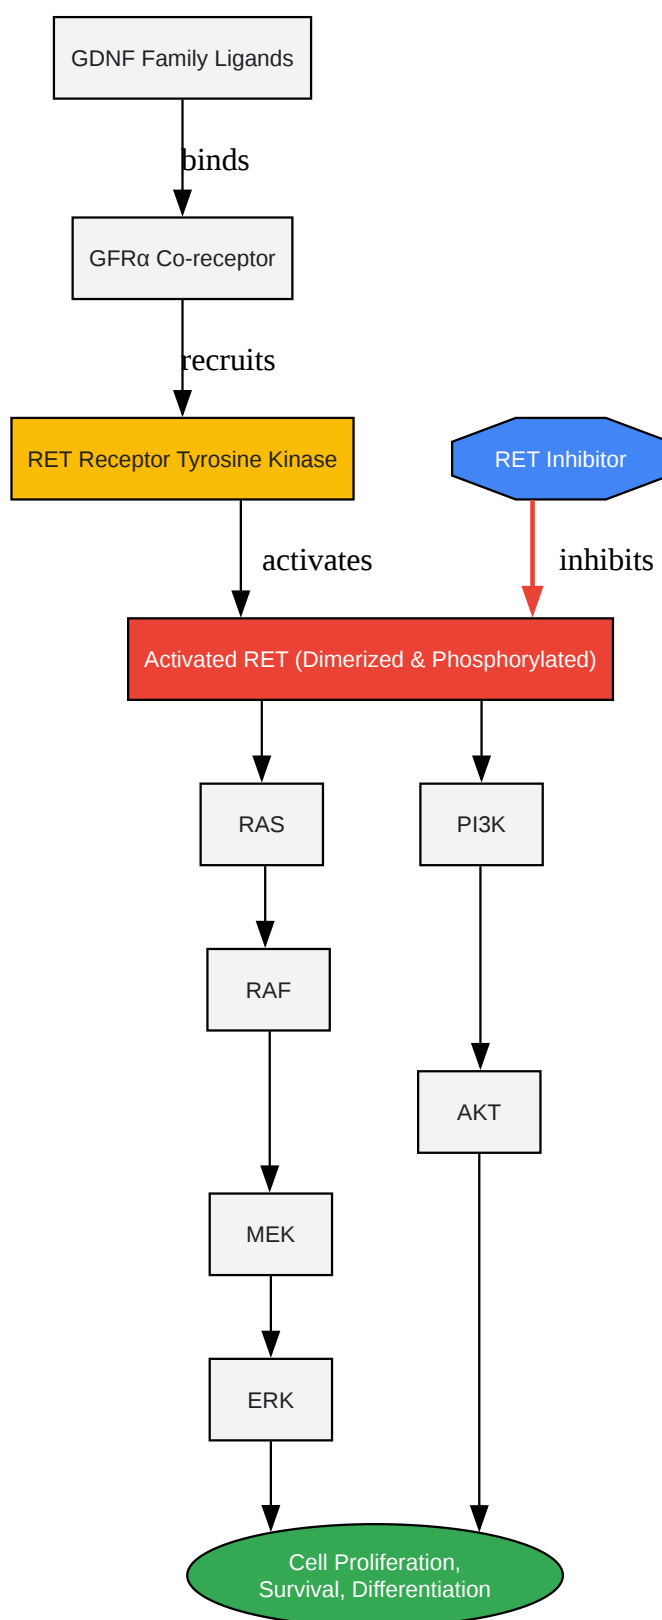 GDNF Family Ligands
binds
GFRα Co-receptor
recruits
RET Receptor Tyrosine Kinase
RET Inhibitor
activates
inhibits
Activated RET (Dimerized & Phosphorylated)
RAS
PI3K
RAF
AKT
MEK
ERK
Cell Proliferation,
Survival, Differentiation